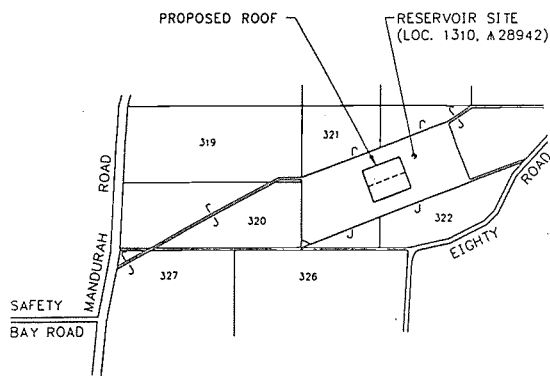 PROPOSED ROOF
RESERVOIR SITE
(LOC. 1310, A28942)
319
321
ROAD
MANDURAH
320
322
EIGHTY
ROAD
327
326
SAFETY
BAY ROAD